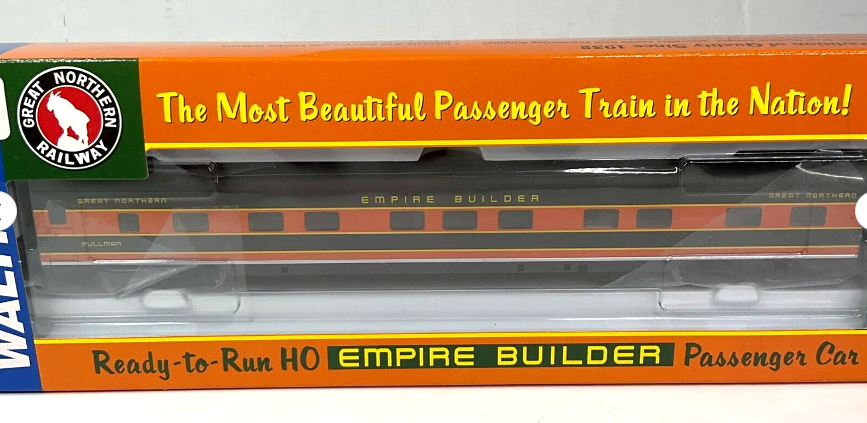 GREAT NORTHERN
RAILWAY
The Most Beautiful Passenger Train in the Nation!
GREAT NORTHERN
EMPIRE BUILDER
GREAT NORTHERN
PULLMAN
Ready-to-Run HO EMPIRE BUILDER Passenger Car